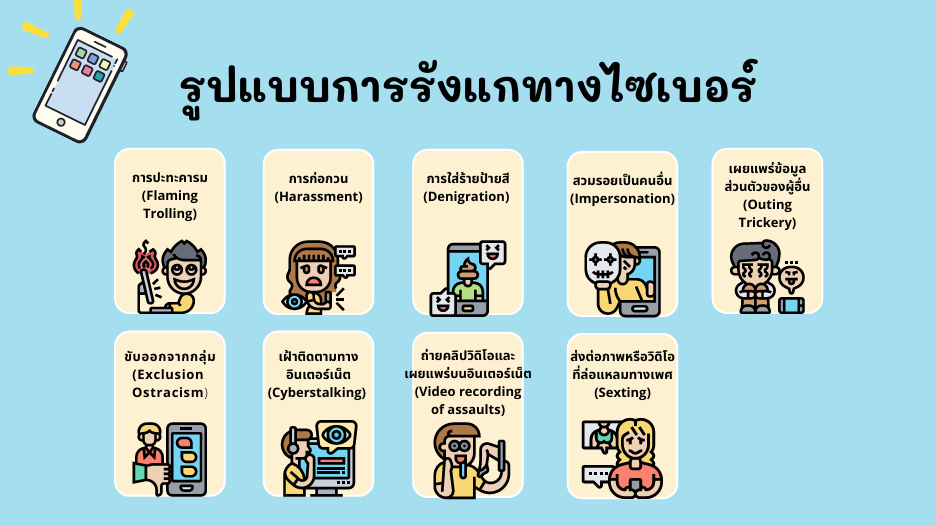 รูปแบบการรังแกทางไซเบอร์
การปะทะคารม
(Flaming
Trolling)
การก่อกวน
(Harassment)
การใส่ร้ายป้ายสี
(Denigration)
สวมรอยเป็นคนอื่น
(Impersonation)
เผยแพร่ข้อมูล
ส่วนตัวของผู้อื่น
(Outing
Trickery)
ขับออกจากกลุ่ม
(Exclusion
Ostracism)
เฝ้าติดตามทาง
อินเตอร์เน็ต
(Cyberstalking)
ถ่ายคลิปวิดิโอและ
เผยแพร่บนอินเตอร์เน็ต
(Video recording
of assaults)
ส่งต่อภาพหรือวิดิโอ
ที่ล่อแหลมทางเพศ
(Sexting)